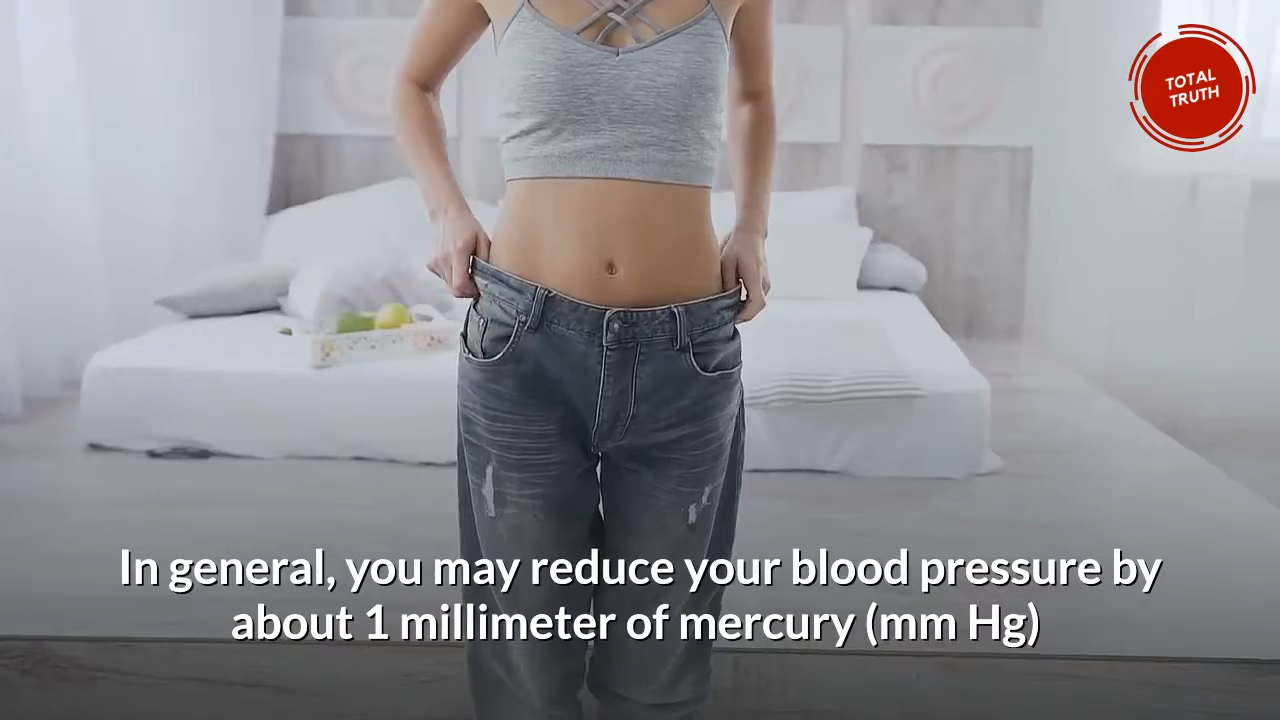 TOTAL
TRUTH
In general, you may reduce your blood pressure by
about 1 millimeter of mercury (mm Hg)